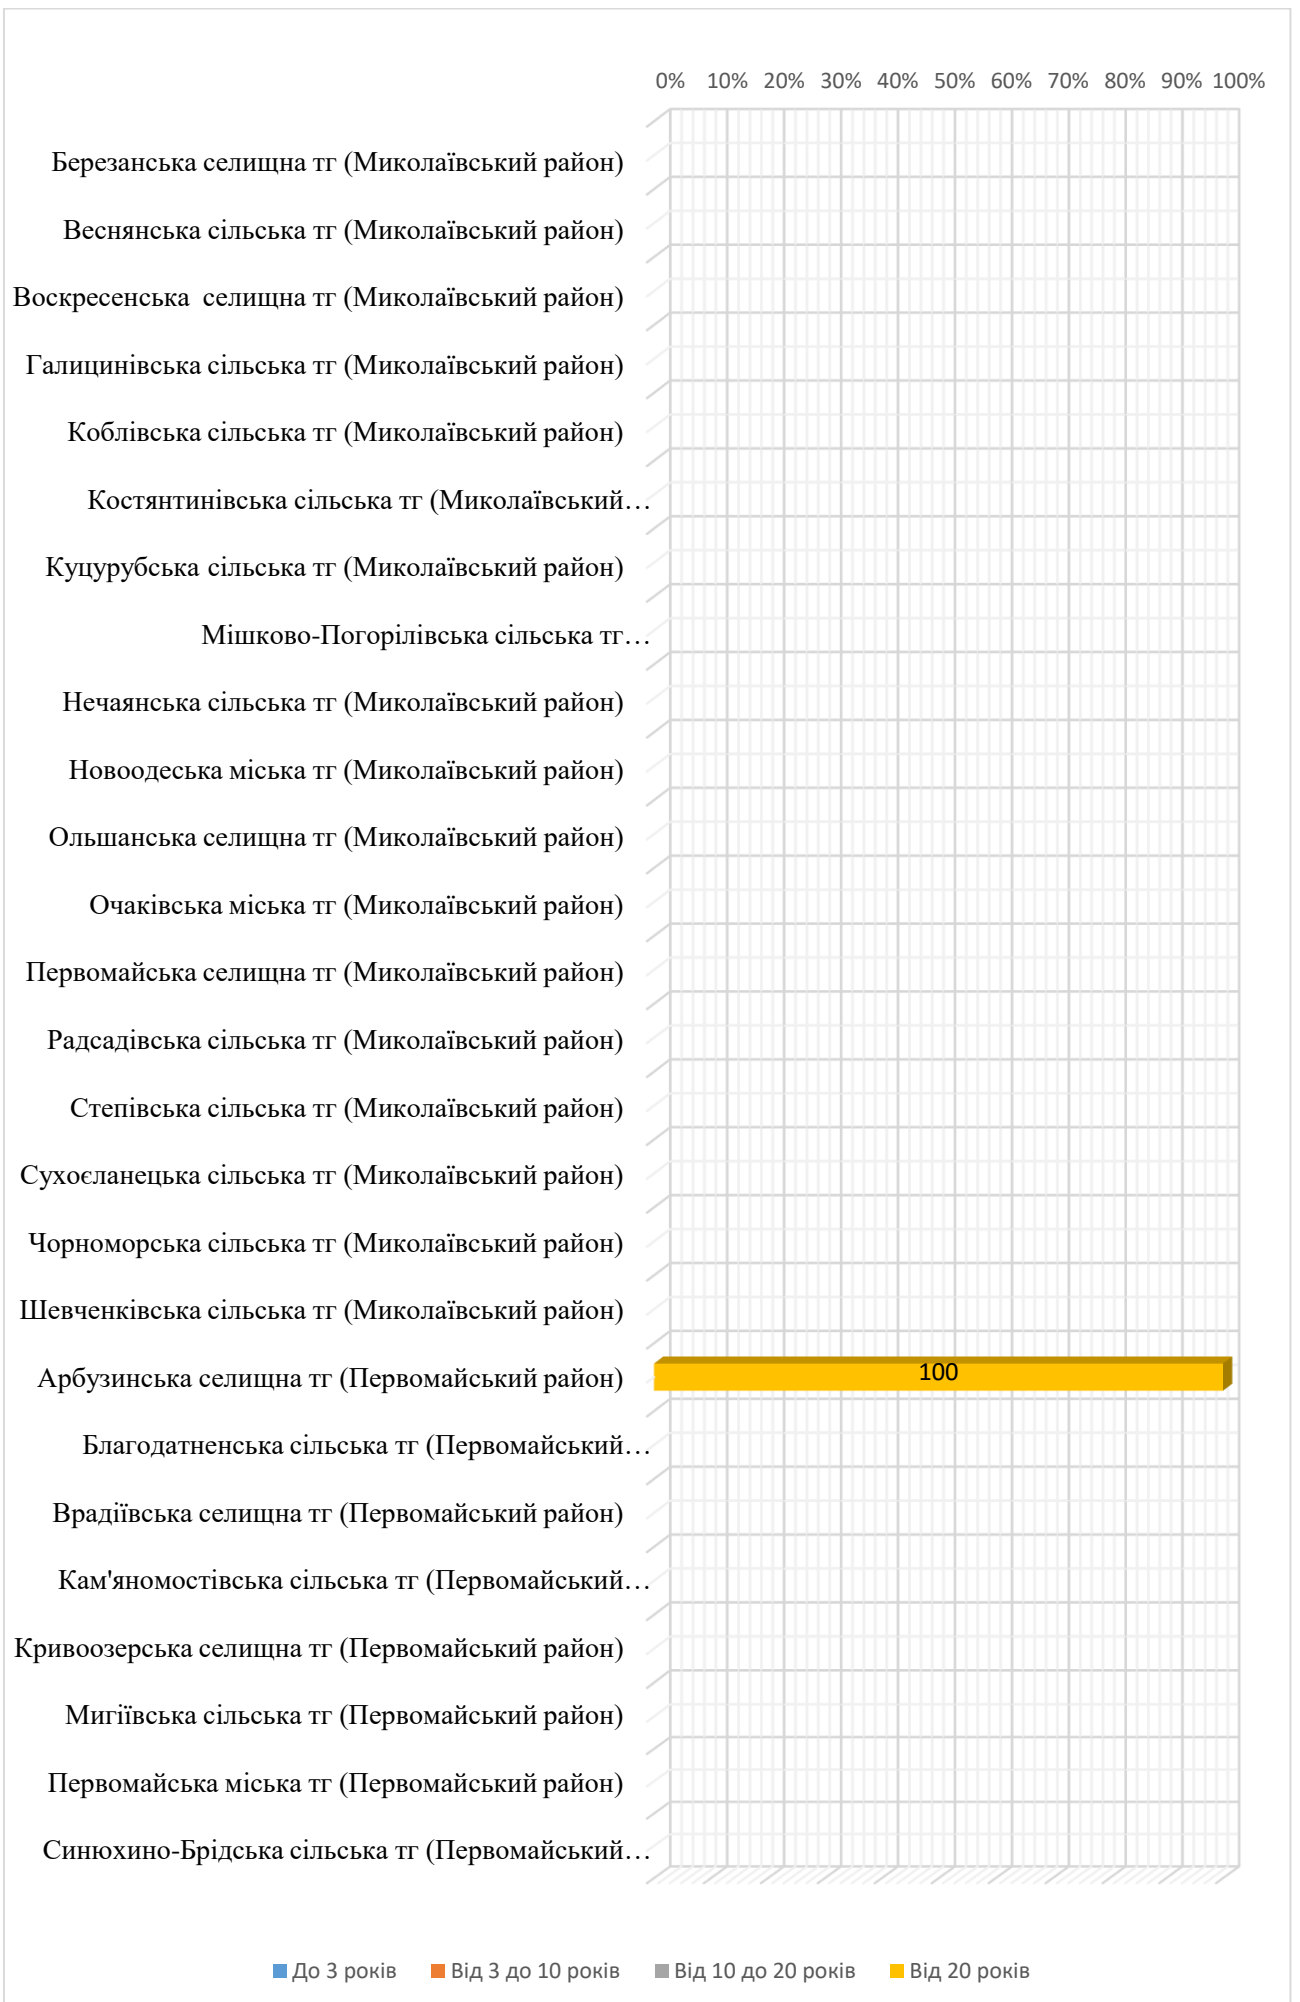 0% 10% 20% 30% 40% 50% 60% 70% 80% 90% 100%
Березанська селищна тг (Миколаївський район)
Веснянська сільська тг (Миколаївський район)
Воскресенська селищна тг (Миколаївський район)
Галицинівська сільська тг (Миколаївський район)
Коблівська сільська тг (Миколаївський район)
Костянтинівська сільська тг (Миколаївський…
Куцурубська сільська тг (Миколаївський район)
Мішково-Погорілівська сільська тг…
Нечаянська сільська тг (Миколаївський район)
Новоодеська міська тг (Миколаївський район)
Ольшанська селищна тг (Миколаївський район)
Очаківська міська тг (Миколаївський район)
Первомайська селищна тг (Миколаївський район)
Радсадівська сільська тг (Миколаївський район)
Степівська сільська тг (Миколаївський район)
Сухоєланецька сільська тг (Миколаївський район)
Чорноморська сільська тг (Миколаївський район)
Шевченківська сільська тг (Миколаївський район)
Арбузинська селищна тг (Первомайський район) 100
Благодатненська сільська тг (Первомайський…
Врадіївська селищна тг (Первомайський район)
Кам'яномостівська сільська тг (Первомайський…
Кривоозерська селищна тг (Первомайський район)
Мигіївська сільська тг (Первомайський район)
Первомайська міська тг (Первомайський район)
Синюхино-Брідська сільська тг (Первомайський…
До 3 років Від 3 до 10 років Від 10 до 20 років Від 20 років